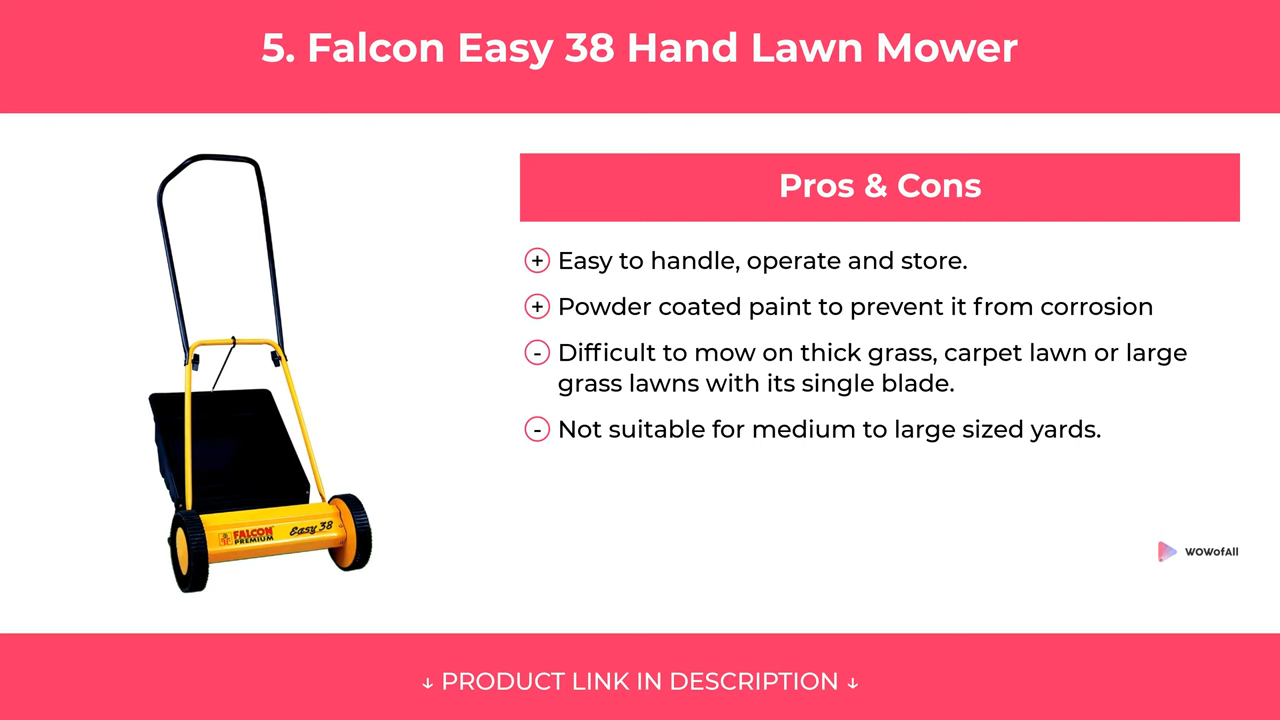 5. Falcon Easy 38 Hand Lawn Mower
Pros & Cons
+ Easy to handle, operate and store.
+ Powder coated paint to prevent it from corrosion
- Difficult to mow on thick grass, carpet lawn or large
grass lawns with its single blade.
- Not suitable for medium to large sized yards.
FALCON
PREMIUM
Easy 38
WOWofAll
↓ PRODUCT LINK IN DESCRIPTION ↓